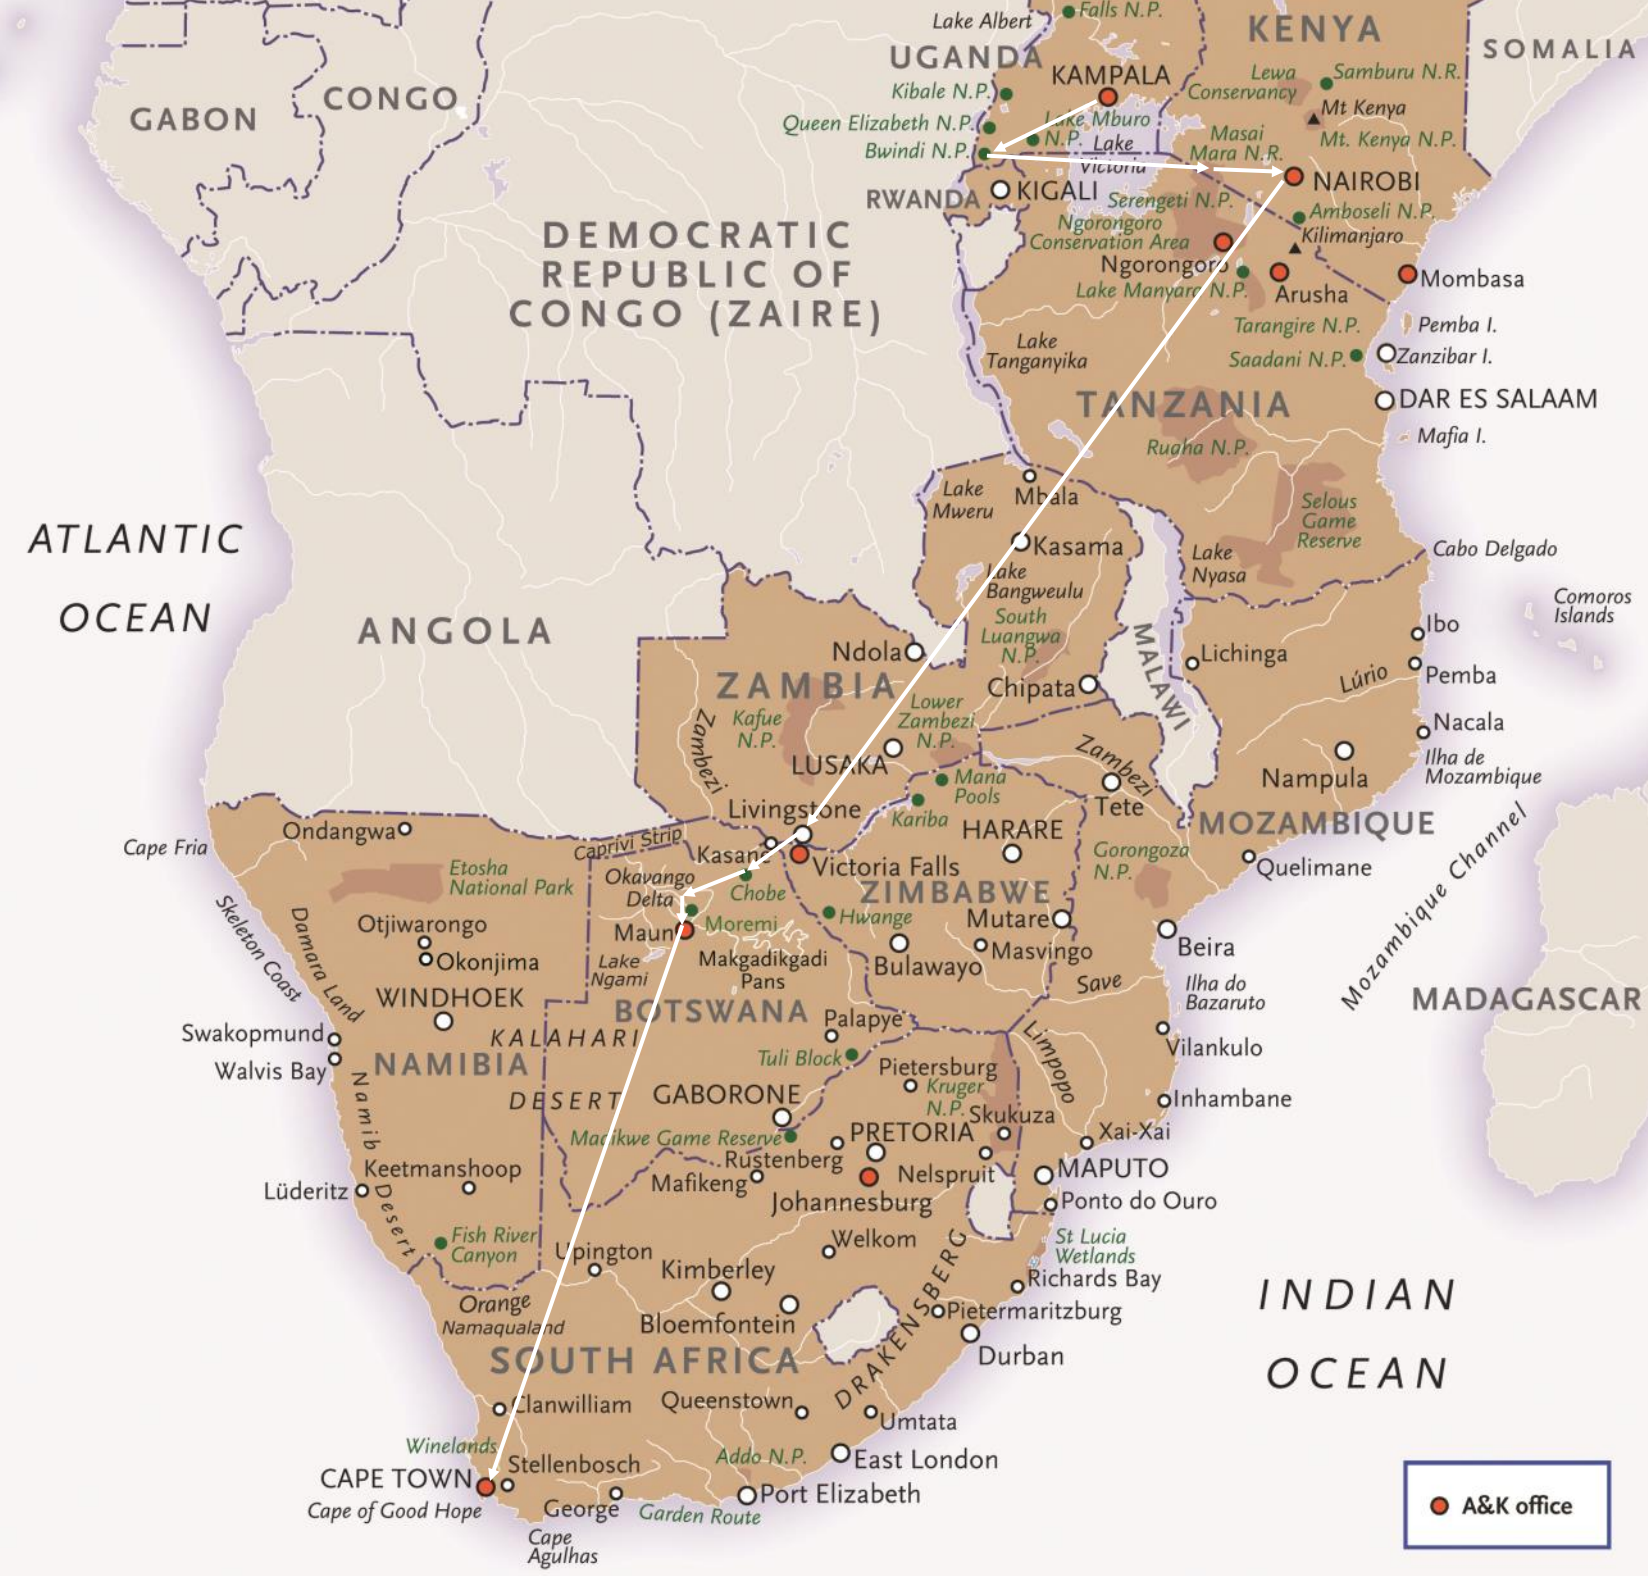 Lake Albert
Falls N.P.
KENYA
SOMALIA
UGANDA
KAMPALA
Lewa
Conservancy
Samburu N.R.
Kibale N.P.
Mt Kenya
GABON
CONGO
Queen Elizabeth N.P.
Lake Mburo
N.P.
Masai
Mara N.R.
Mt. Kenya N.P.
Bwindi N.P.
Lake
Victoria
NAIROBI
RWANDA
KIGALI
Serengeti N.P.
Amboseli N.P.
Ngorongoro
Conservation Area
Kilimanjaro
DEMOCRATIC
REPUBLIC OF
CONGO (ZAIRE)
Ngorongoro
Lake Manyara N.P.
Arusha
Mombasa
Tarangire N.P.
Pemba I.
Lake
Tanganyika
Saadani N.P.
Zanzibar I.
TANZANIA
DAR ES SALAAM
Mafia I.
Ruaha N.P.
Lake
Mweru
Mbala
Selous
Game
Reserve
ATLANTIC
OCEAN
Kasama
Lake
Nyasa
Cabo Delgado
Lake
Bangweulu
Comoros
Islands
South
Luangwa
N.P.
Ibo
ANGOLA
Ndola
MALAWI
Lichinga
Lúrio
Pemba
ZAMBIA
Chipata
Kafue
N.P.
Zambezi
Lower
Zambezi
N.P.
Nacala
LUSAKA
Zambezi
Nampula
Ilha de
Mozambique
Mana
Pools
Tete
Livingstone
Kariba
HARARE
MOZAMBIQUE
Mozambique Channel
Ondangwa
Cape Fria
Caprivi Strip
Kasane
Victoria Falls
Gorongoza
N.P.
Quelimane
Etosha
National Park
Okavango
Delta
Chobe
ZIMBABWE
Skeleton Coast
Damara Land
Otjiwarongo
Moremi
Hwange
Mutare
Maun
Masvingo
Beira
Okonjima
Lake
Ngami
Makgadikgadi
Pans
Bulawayo
Save
Ilha do
Bazaruto
MADAGASCAR
WINDHOEK
BOTSWANA
Palapye
Limpopo
Swakopmund
KALAHARI
DESERT
Vilankulo
Walvis Bay
NAMIBIA
Tuli Block
Pietersburg
Namib Desert
GABORONE
Kruger
N.P.
Inhambane
Skukuza
Madikwe Game Reserve
PRETORIA
Xai-Xai
Rustenberg
Keetmanshoop
Mafikeng
Nelspruit
MAPUTO
Lüderitz
Johannesburg
Ponto do Ouro
Fish River
Canyon
Upington
Welkom
St Lucia
Wetlands
Kimberley
Richards Bay
INDIAN
OCEAN
Orange
Namaqualand
Bloemfontein
DRAKENSBERG
Pietermaritzburg
SOUTH AFRICA
Durban
Clanwilliam
Queenstown
Umtata
Winelands
Stellenbosch
Addo N.P.
East London
CAPE TOWN
Port Elizabeth
Cape of Good Hope
George
Garden Route
Cape
Agulhas
A&K office